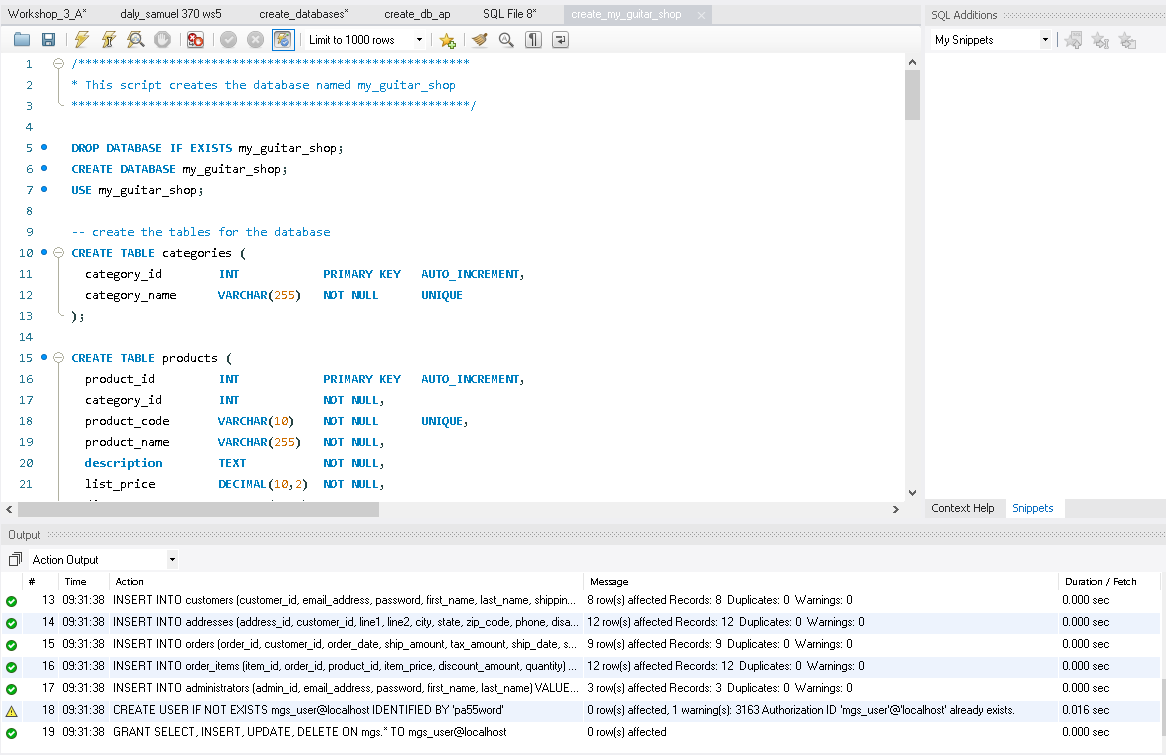 Workshop_3_A* daly_samuel 370 ws5 create_databases* create_db_ap SQL File 8* create_my_guitar_shop
SQL Additions
Limit to 1000 rows
My Snippets
1 /********************************************************
2 * This script creates the database named my_guitar_shop
3 *********************************************************/
4
5 DROP DATABASE IF EXISTS my_guitar_shop;
6 CREATE DATABASE my_guitar_shop;
7 USE my_guitar_shop;
8
9 -- create the tables for the database
10 CREATE TABLE categories (
11 category_id INT PRIMARY KEY AUTO_INCREMENT,
12 category_name VARCHAR(255) NOT NULL UNIQUE
13 );
14
15 CREATE TABLE products (
16 product_id INT PRIMARY KEY AUTO_INCREMENT,
17 category_id INT NOT NULL,
18 product_code VARCHAR(10) NOT NULL UNIQUE,
19 product_name VARCHAR(255) NOT NULL,
20 description TEXT NOT NULL,
21 list_price DECIMAL(10,2) NOT NULL,
Context Help Snippets
Output
Action Output
# Time Action Message Duration / Fetch
13 09:31:38 INSERT INTO customers (customer_id, email_address, password, first_name, last_name, shippin... 8 row(s) affected Records: 8 Duplicates: 0 Warnings: 0 0.000 sec
14 09:31:38 INSERT INTO addresses (address_id, customer_id, line1, line2, city, state, zip_code, phone, disa... 12 row(s) affected Records: 12 Duplicates: 0 Warnings: 0 0.000 sec
15 09:31:38 INSERT INTO orders (order_id, customer_id, order_date, ship_amount, tax_amount, ship_date, s... 9 row(s) affected Records: 9 Duplicates: 0 Warnings: 0 0.000 sec
16 09:31:38 INSERT INTO order_items (item_id, order_id, product_id, item_price, discount_amount, quantity) ... 12 row(s) affected Records: 12 Duplicates: 0 Warnings: 0 0.000 sec
17 09:31:38 INSERT INTO administrators (admin_id, email_address, password, first_name, last_name) VALUE... 3 row(s) affected Records: 3 Duplicates: 0 Warnings: 0 0.000 sec
18 09:31:38 CREATE USER IF NOT EXISTS mgs_user@localhost IDENTIFIED BY 'pa55word' 0 row(s) affected, 1 warning(s): 3163 Authorization ID 'mgs_user'@'localhost' already exists. 0.016 sec
19 09:31:38 GRANT SELECT, INSERT, UPDATE, DELETE ON mgs.* TO mgs_user@localhost 0 row(s) affected 0.000 sec